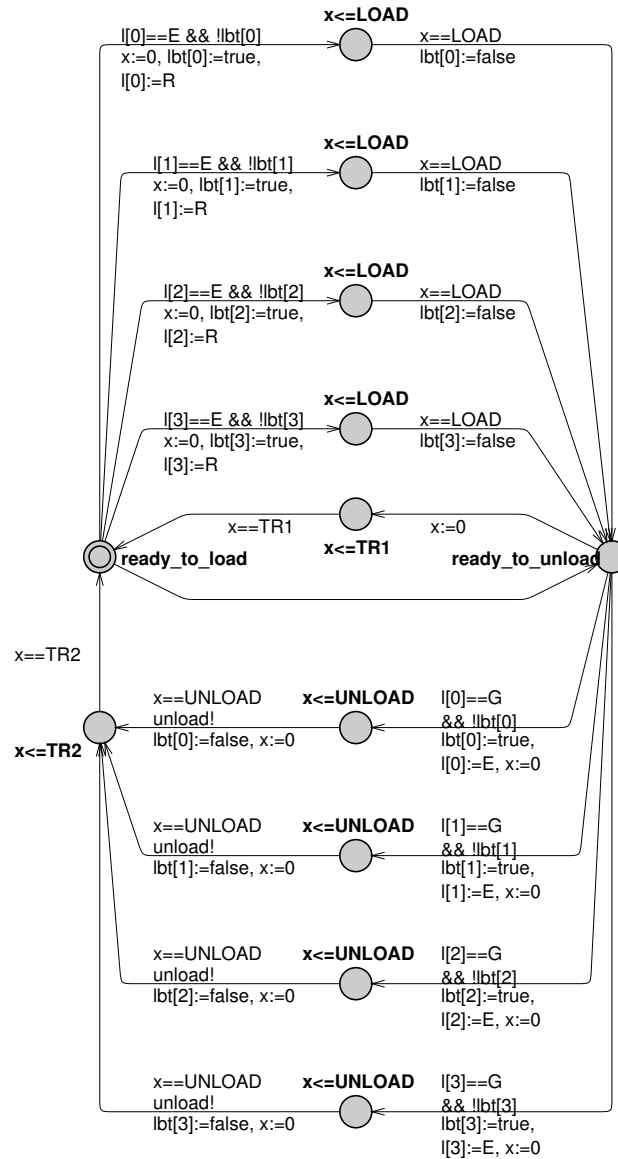 x<=LOAD
l[0]==E && !lbt[0]
x:=0, lbt[0]:=true,
l[0]:=R
x==LOAD
lbt[0]:=false
x<=LOAD
l[1]==E && !lbt[1]
x:=0, lbt[1]:=true,
l[1]:=R
x==LOAD
lbt[1]:=false
x<=LOAD
l[2]==E && !lbt[2]
x:=0, lbt[2]:=true,
l[2]:=R
x==LOAD
lbt[2]:=false
x<=LOAD
l[3]==E && !lbt[3]
x:=0, lbt[3]:=true,
l[3]:=R
x==LOAD
lbt[3]:=false
x==TR1
x:=0
x<=TR1
ready_to_load
ready_to_unload
x==TR2
x<=TR2
x==UNLOAD
unload!
lbt[0]:=false, x:=0
x<=UNLOAD
l[0]==G
&& !lbt[0]
lbt[0]:=true,
l[0]:=E, x:=0
x==UNLOAD
unload!
lbt[1]:=false, x:=0
x<=UNLOAD
l[1]==G
&& !lbt[1]
lbt[1]:=true,
l[1]:=E, x:=0
x==UNLOAD
unload!
lbt[2]:=false, x:=0
x<=UNLOAD
l[2]==G
&& !lbt[2]
lbt[2]:=true,
l[2]:=E, x:=0
x==UNLOAD
unload!
lbt[3]:=false, x:=0
x<=UNLOAD
l[3]==G
&& !lbt[3]
lbt[3]:=true,
l[3]:=E, x:=0